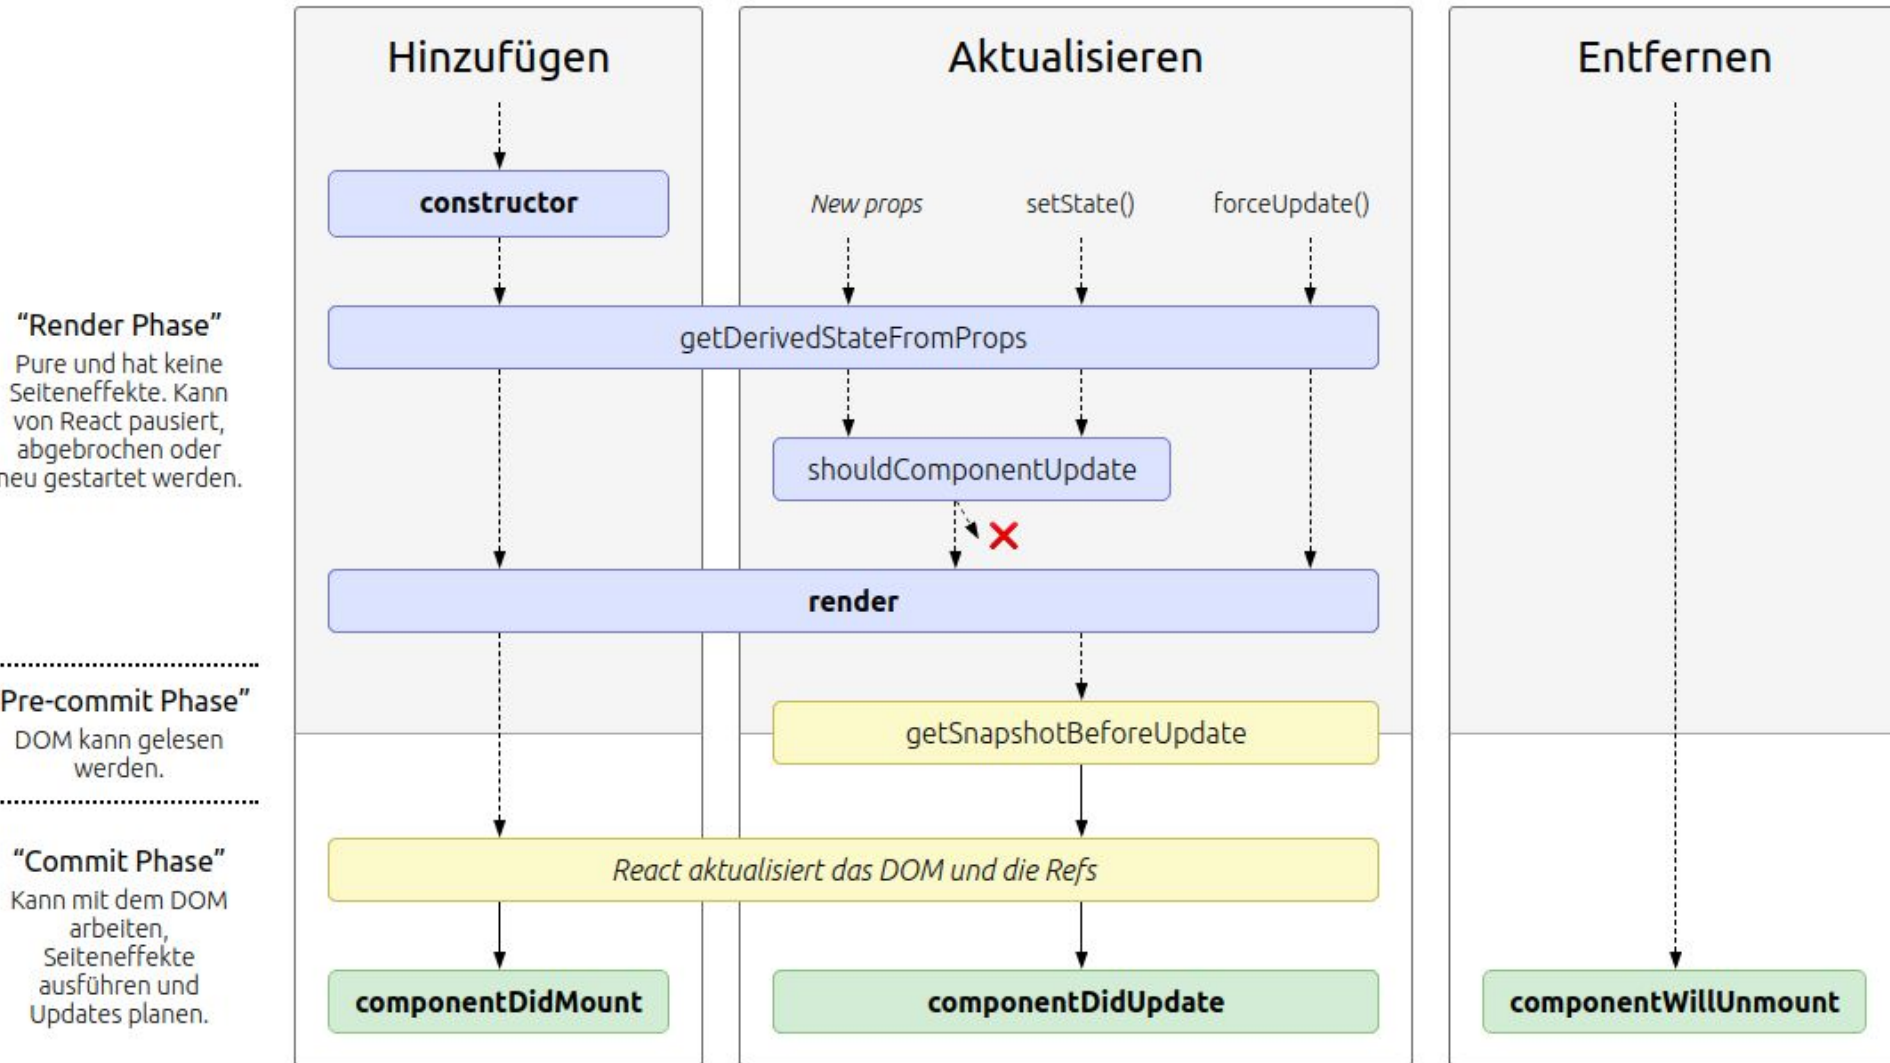 Hinzufügen
Aktualisieren
Entfernen
constructor
New props
setState()
forceUpdate()
“Render Phase”
Pure und hat keine
Seiteneffekte. Kann
von React pausiert,
abgebrochen oder
neu gestartet werden.
getDerivedStateFromProps
shouldComponentUpdate
render
Pre-commit Phase”
DOM kann gelesen
werden.
getSnapshotBeforeUpdate
“Commit Phase”
Kann mit dem DOM
arbeiten,
Seiteneffekte
ausführen und
Updates planen.
React aktualisiert das DOM und die Refs
componentDidMount
componentDidUpdate
componentWillUnmount